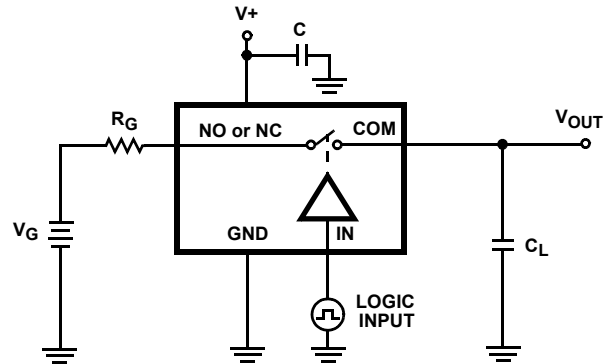 V+
C
RG
NO or NC
COM
VOUT
VG
GND
IN
CL
LOGIC
INPUT